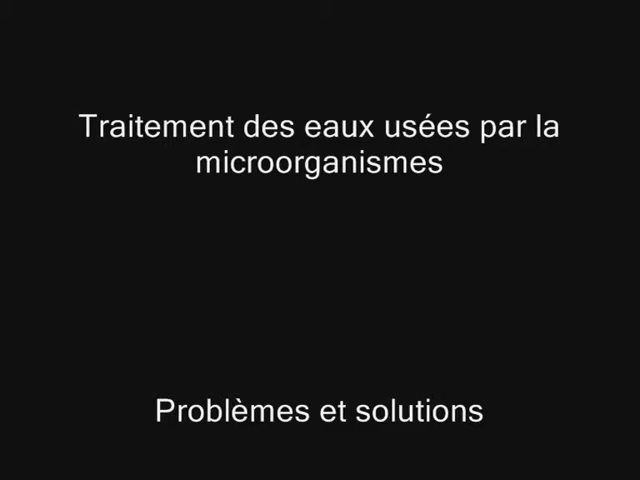 Traitement des eaux usées par la
microorganismes
Problèmes et solutions